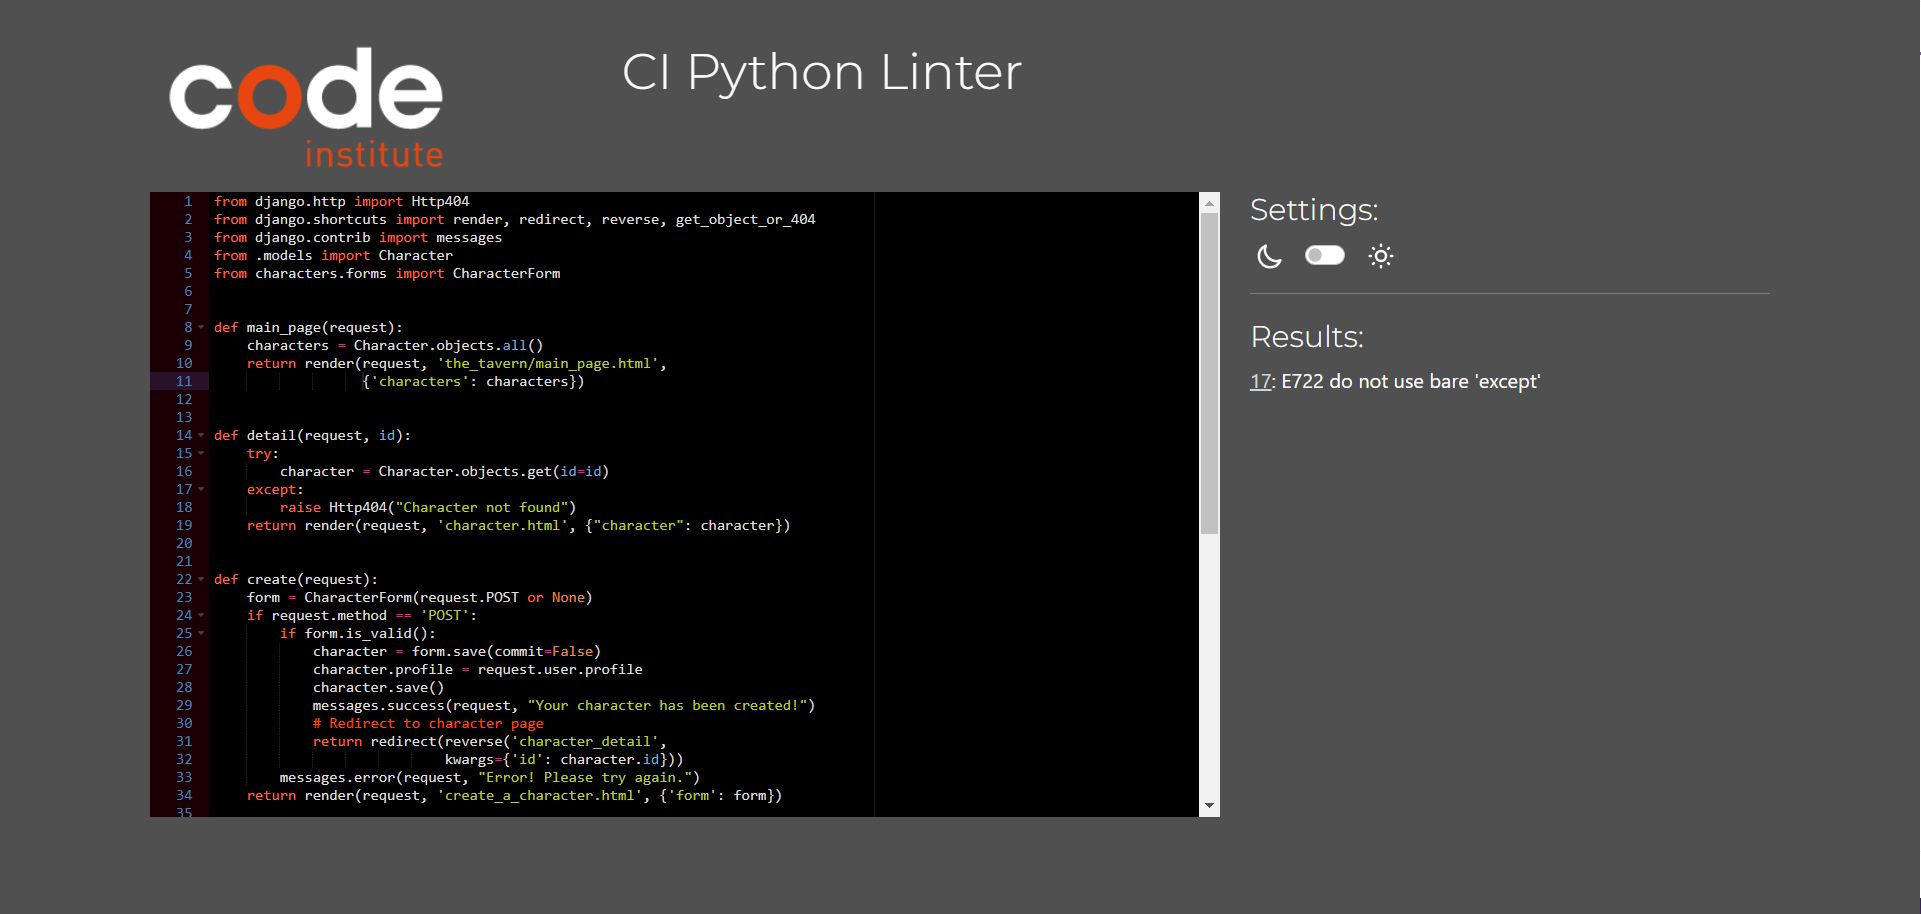 code
institute
CI Python Linter
1 from django.http import Http404
2 from django.shortcuts import render, redirect, reverse, get_object_or_404
3 from django.contrib import messages
4 from .models import Character
5 from characters.forms import CharacterForm
6
7
8 def main_page(request):
9     characters = Character.objects.all()
10     return render(request, 'the_tavern/main_page.html',
11                   {'characters': characters})
12
13
14 def detail(request, id):
15     try:
16         character = Character.objects.get(id=id)
17     except:
18         raise Http404("Character not found")
19     return render(request, 'character.html', {"character": character})
20
21
22 def create(request):
23     form = CharacterForm(request.POST or None)
24     if request.method == 'POST':
25         if form.is_valid():
26             character = form.save(commit=False)
27             character.profile = request.user.profile
28             character.save()
29             messages.success(request, "Your character has been created!")
30             # Redirect to character page
31             return redirect(reverse('character_detail',
32                             kwargs={'id': character.id}))
33         messages.error(request, "Error! Please try again.")
34     return render(request, 'create_a_character.html', {'form': form})
35
Settings:
Results:
17: E722 do not use bare 'except'